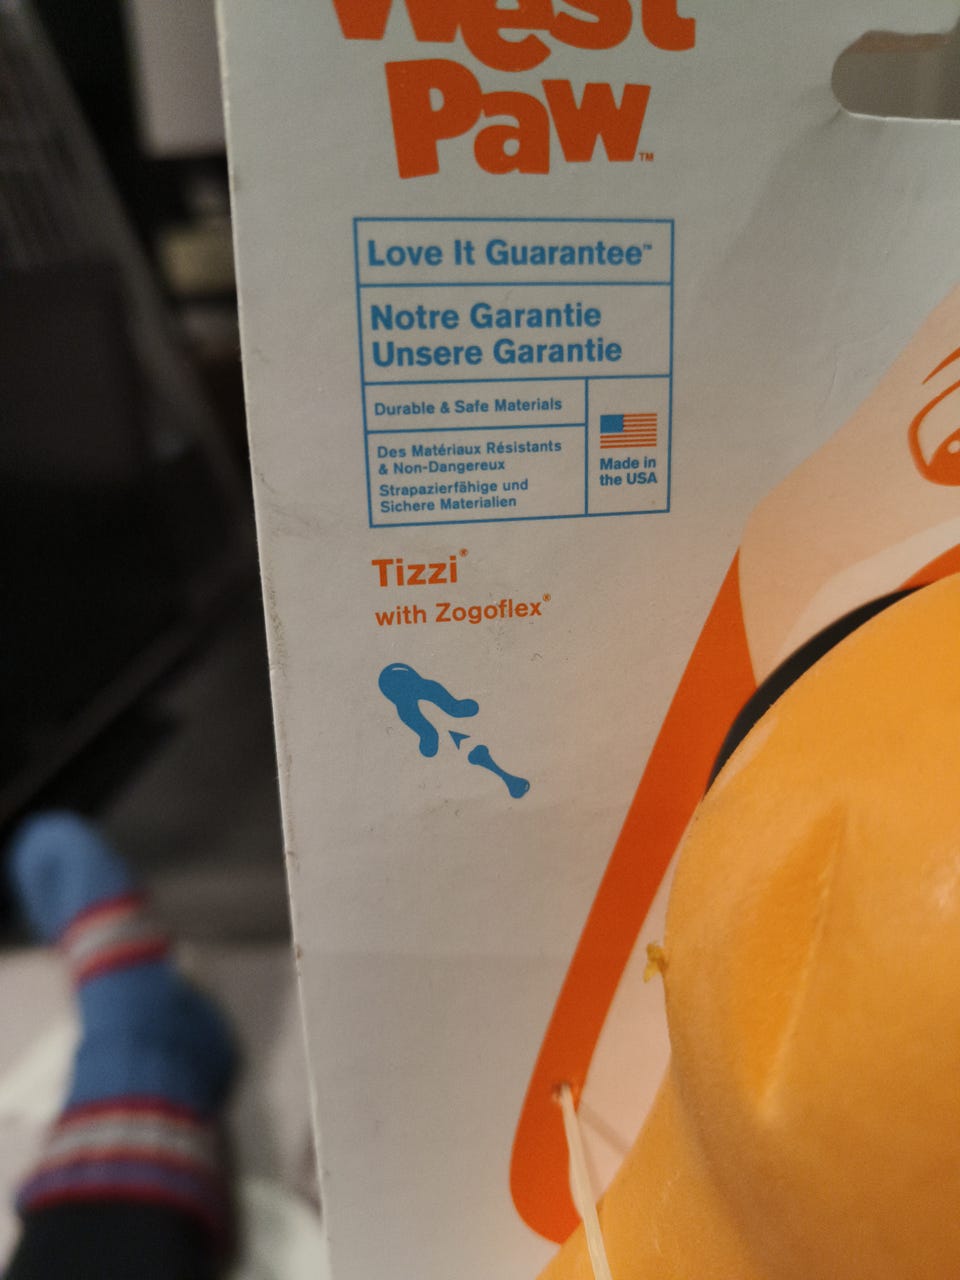 West
Paw™
Love It Guarantee™
Notre Garantie
Unsere Garantie
Durable & Safe Materials
Des Matériaux Résistants
& Non-Dangereux
Strapazierfähige und
Sichere Materialien
Made in
the USA
Tizzi®
with Zogoflex®